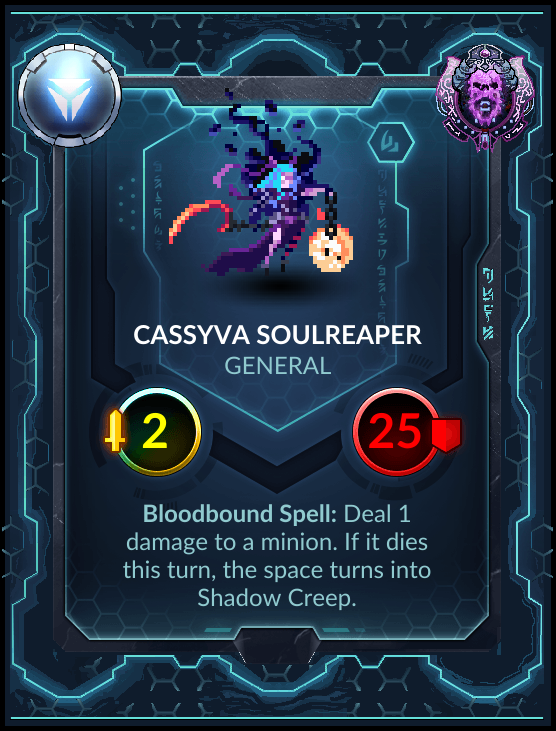 CASSYVA SOULREAPER
GENERAL
2 25
Bloodbound Spell: Deal 1
damage to a minion. If it dies
this turn, the space turns into
Shadow Creep.